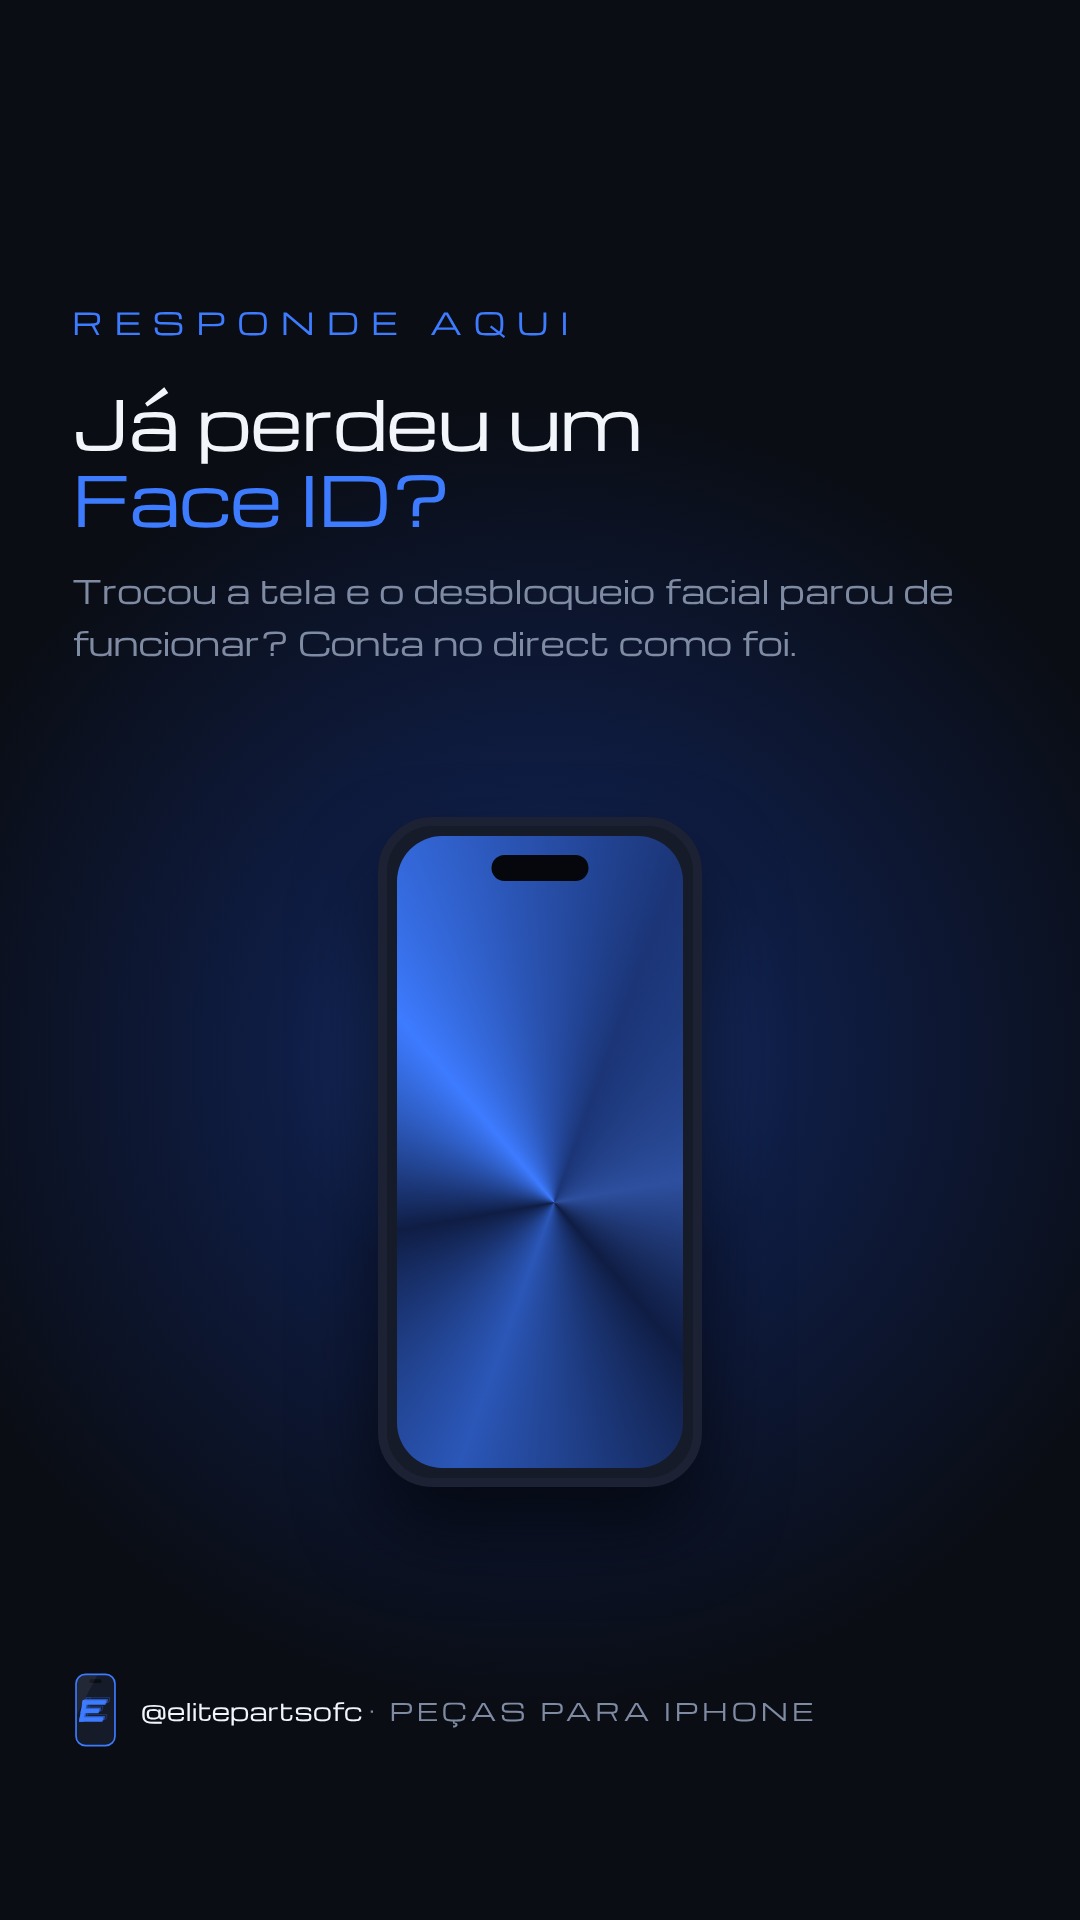 RESPONDE AQUI
Já perdeu um
Face ID?
Trocou a tela e o desbloqueio facial parou de
funcionar? Conta no direct como foi.
E
@elitepartsofc · PEÇAS PARA IPHONE